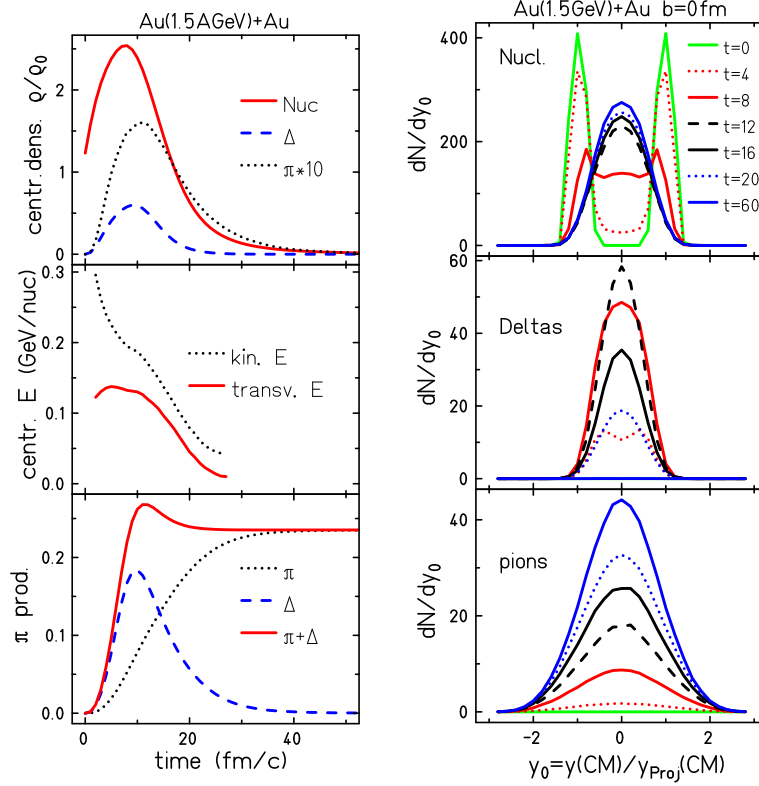 Au(1.5AGeV)+Au
centr.dens. ϱ/ϱ₀
2
1
0
Nuc
Δ
π*10
centr. E (GeV/nuc)
0.3
0.2
0.1
0.0
kin. E
transv. E
π prod.
0.2
0.1
0.0
π
Δ
π+Δ
0 20 40
time (fm/c)
Au(1.5GeV)+Au b=0fm
dN/dy₀
400
200
0
Nucl.
t=0
t=4
t=8
t=12
t=16
t=20
t=60
dN/dy₀
60
40
20
0
Deltas
dN/dy₀
40
20
0
pions
−2 0 2
y₀=y(CM)/y_Proj(CM)